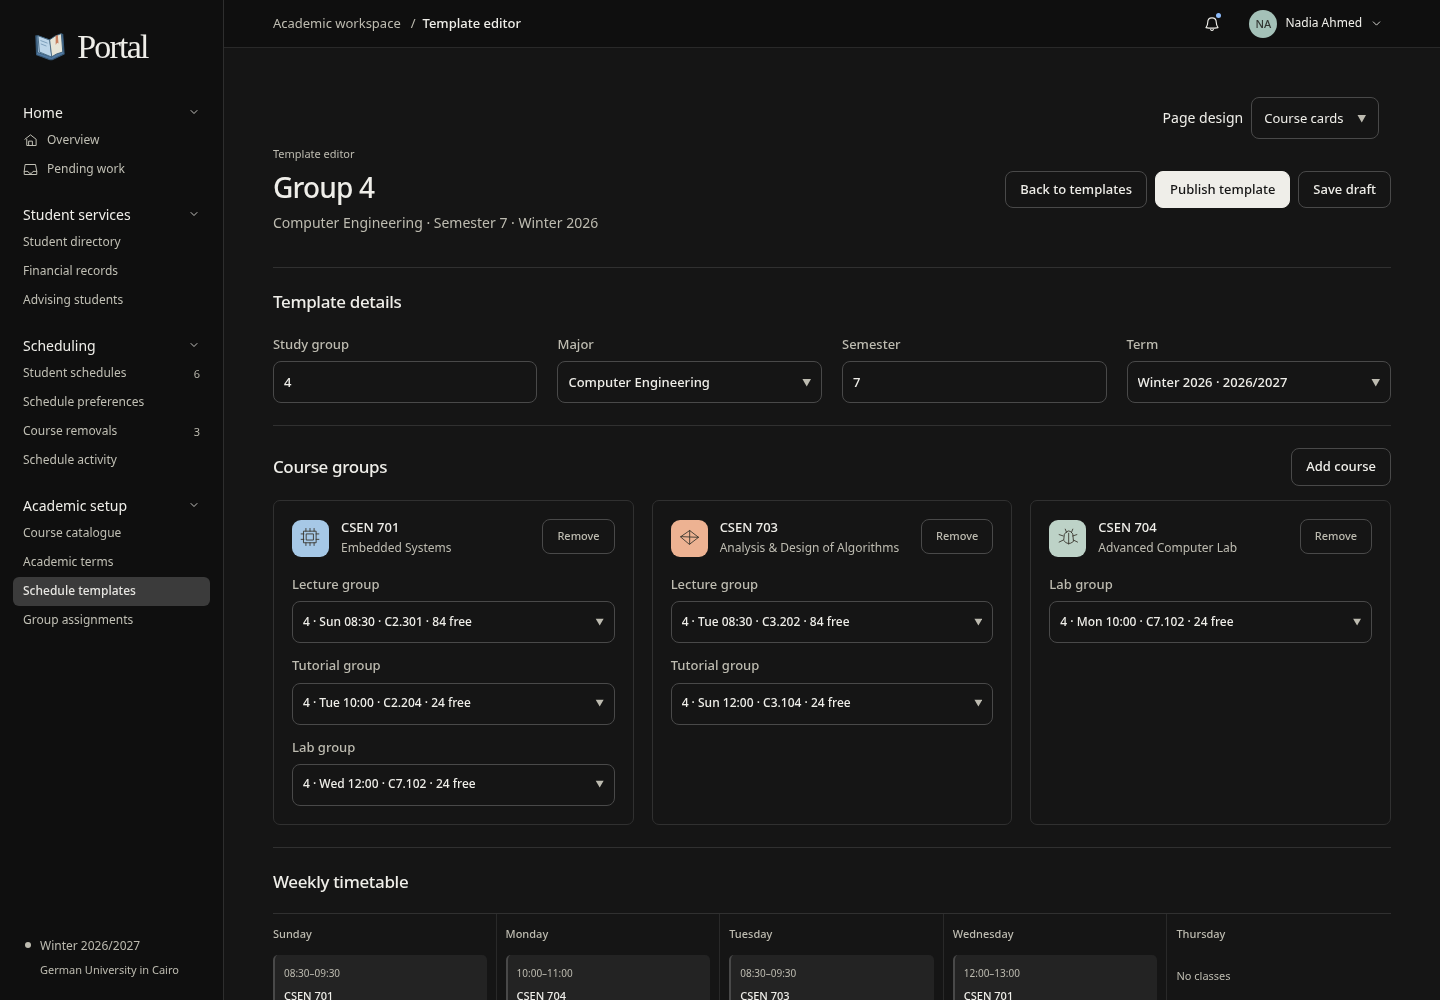 Portal
Home
Overview
Pending work
Student services
Student directory
Financial records
Advising students
Scheduling
Student schedules 6
Schedule preferences
Course removals 3
Schedule activity
Academic setup
Course catalogue
Academic terms
Schedule templates
Group assignments
Winter 2026/2027
German University in Cairo
Academic workspace / Template editor
NA Nadia Ahmed
Page design Course cards
Template editor
Group 4
Computer Engineering · Semester 7 · Winter 2026
Back to templates Publish template Save draft
Template details
Study group Major Semester Term
4 Computer Engineering 7 Winter 2026 · 2026/2027
Course groups Add course
CSEN 701
Embedded Systems
Remove
Lecture group
4 · Sun 08:30 · C2.301 · 84 free
Tutorial group
4 · Tue 10:00 · C2.204 · 24 free
Lab group
4 · Wed 12:00 · C7.102 · 24 free
CSEN 703
Analysis & Design of Algorithms
Remove
Lecture group
4 · Tue 08:30 · C3.202 · 84 free
Tutorial group
4 · Sun 12:00 · C3.104 · 24 free
CSEN 704
Advanced Computer Lab
Remove
Lab group
4 · Mon 10:00 · C7.102 · 24 free
Weekly timetable
Sunday Monday Tuesday Wednesday Thursday
08:30–09:30 10:00–11:00 08:30–09:30 12:00–13:00 No classes
CSEN 701 CSEN 704 CSEN 703 CSEN 701